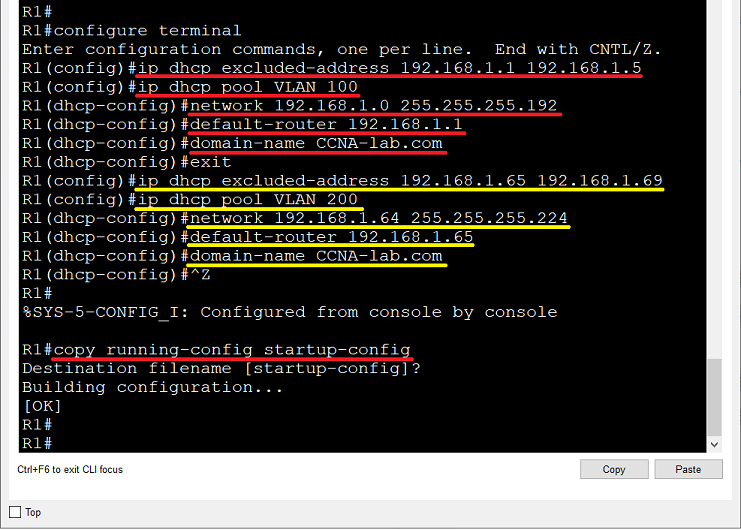 R1#
R1#configure terminal
Enter configuration commands, one per line.  End with CNTL/Z.
R1(config)#ip dhcp excluded-address 192.168.1.1 192.168.1.5
R1(config)#ip dhcp pool VLAN 100
R1(dhcp-config)#network 192.168.1.0 255.255.255.192
R1(dhcp-config)#default-router 192.168.1.1
R1(dhcp-config)#domain-name CCNA-lab.com
R1(dhcp-config)#exit
R1(config)#ip dhcp excluded-address 192.168.1.65 192.168.1.69
R1(config)#ip dhcp pool VLAN 200
R1(dhcp-config)#network 192.168.1.64 255.255.255.224
R1(dhcp-config)#default-router 192.168.1.65
R1(dhcp-config)#domain-name CCNA-lab.com
R1(dhcp-config)#^Z
R1#
%SYS-5-CONFIG_I: Configured from console by console
R1#copy running-config startup-config
Destination filename [startup-config]?
Building configuration...
[OK]
R1#
R1#
Ctrl+F6 to exit CLI focus
Copy
Paste
Top